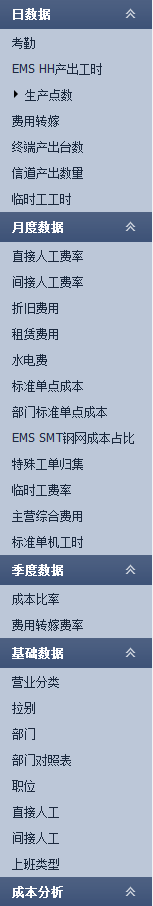 日数据
考勤
EMS HH产出工时
生产点数
费用转嫁
终端产出台数
信道产出数量
临时工工时
月度数据
直接人工费率
间接人工费率
折旧费用
租赁费用
水电费
标准单点成本
部门标准单点成本
EMS SMT钢网成本占比
特殊工单归集
临时工费率
主营综合费用
标准单机工时
季度数据
成本比率
费用转嫁费率
基础数据
营业分类
拉别
部门
部门对照表
职位
直接人工
间接人工
上班类型
成本分析